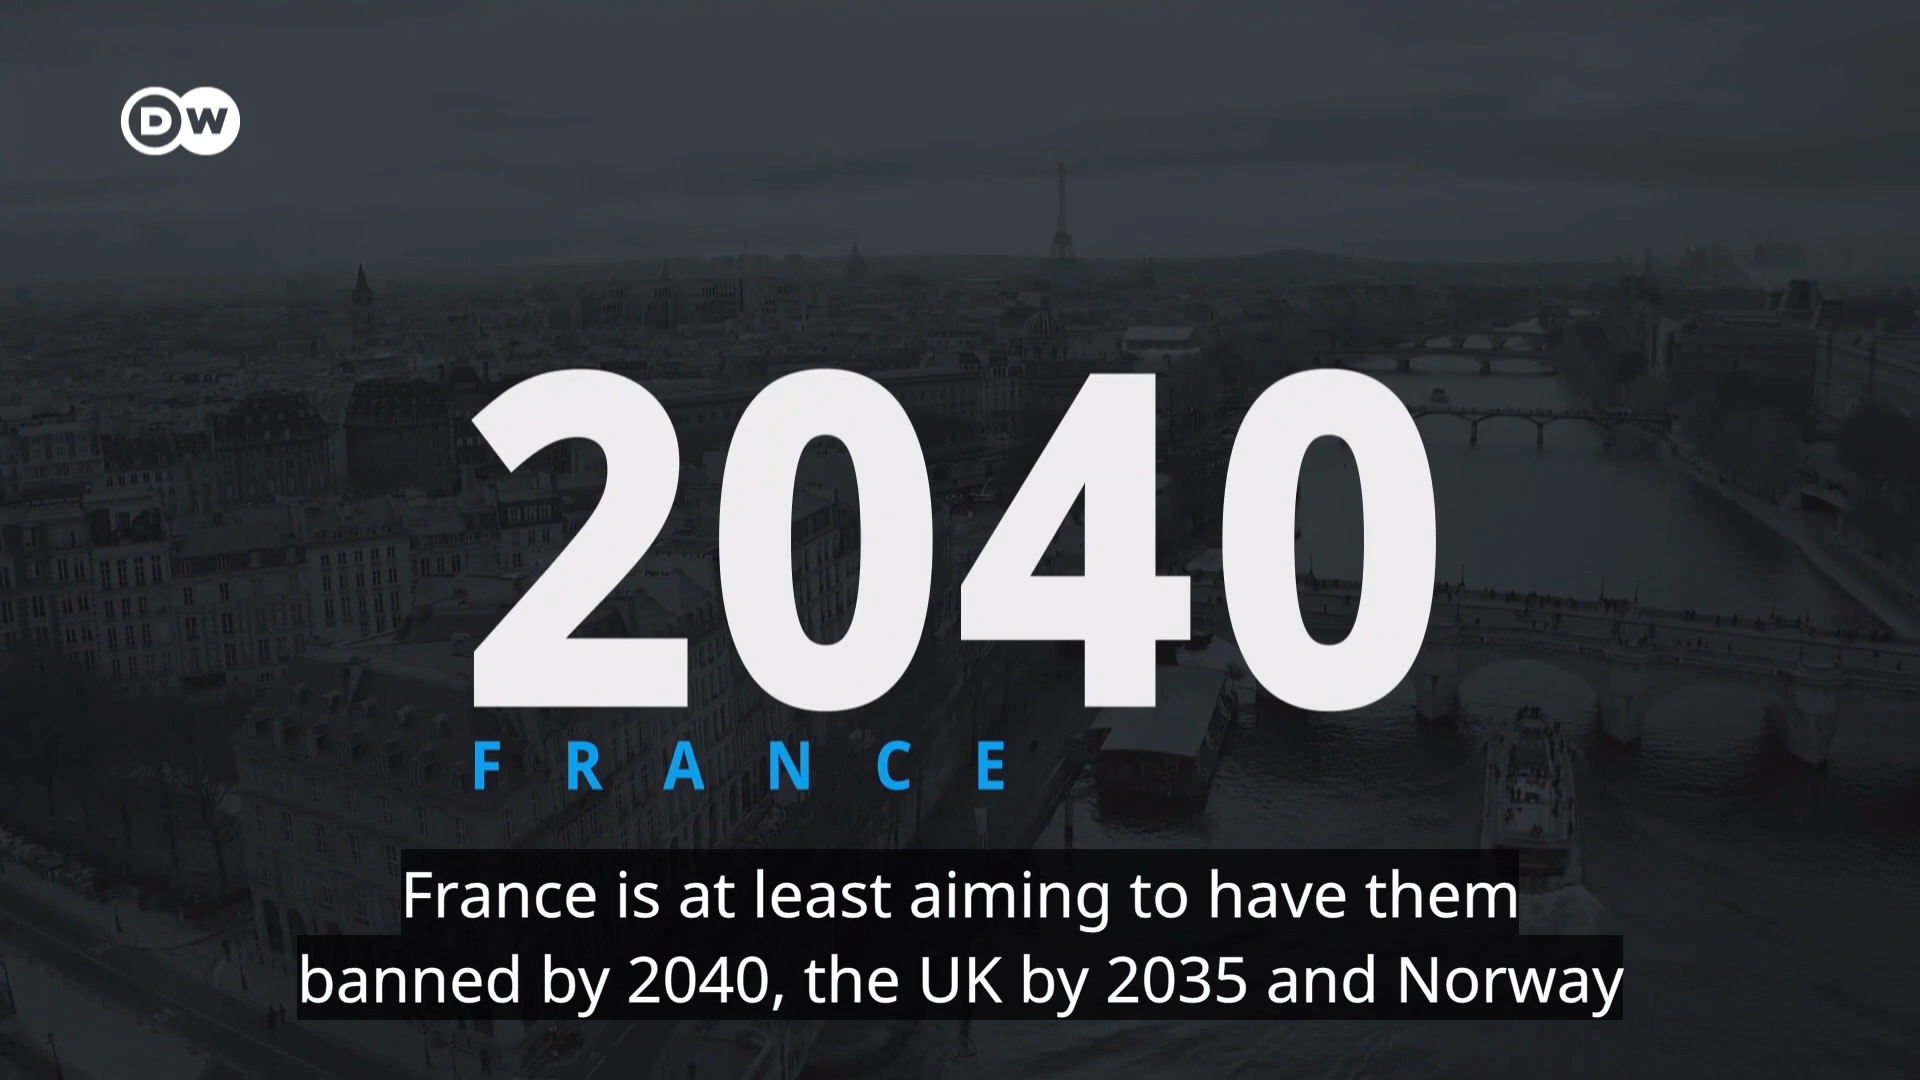 DW
2040
FRANCE
France is at least aiming to have them
banned by 2040, the UK by 2035 and Norway